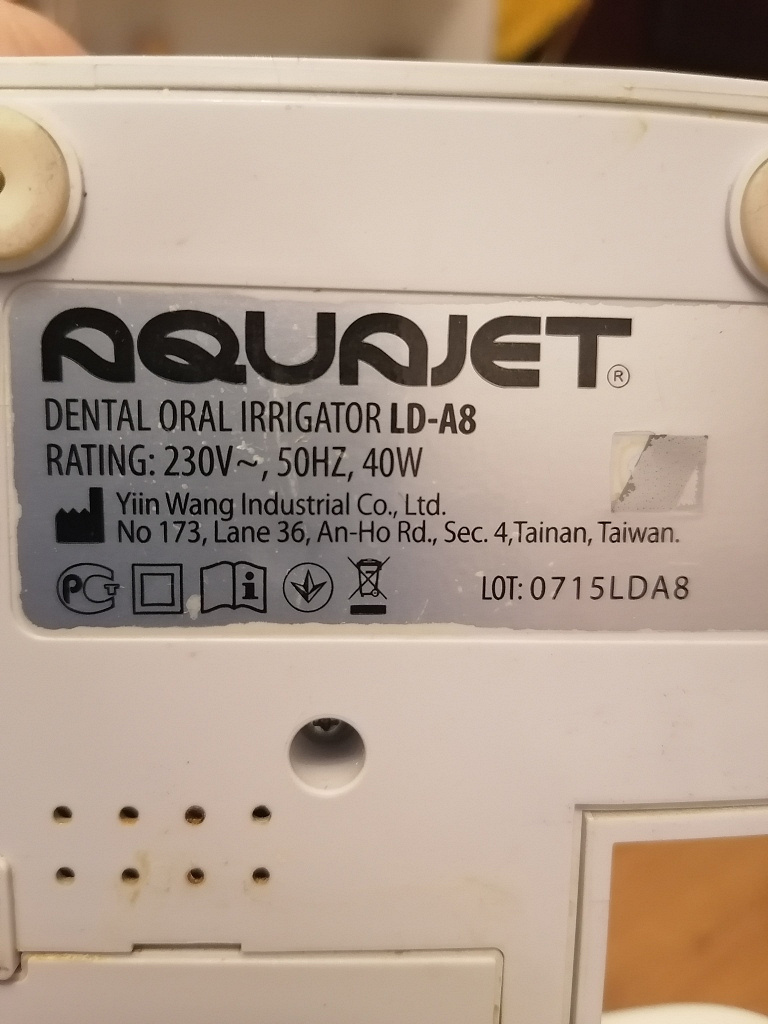 AQUAJET®
DENTAL ORAL IRRIGATOR LD-A8
RATING: 230V~, 50HZ, 40W
Yiin Wang Industrial Co., Ltd.
No 173, Lane 36, An-Ho Rd., Sec. 4,Tainan, Taiwan.
LOT: 0715LDA8